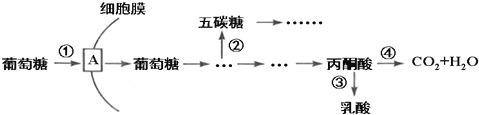 细胞膜
五碳糖 ……
① ②
葡萄糖 A 葡萄糖 … … 丙酮酸 ④ CO₂+H₂O
③
乳酸